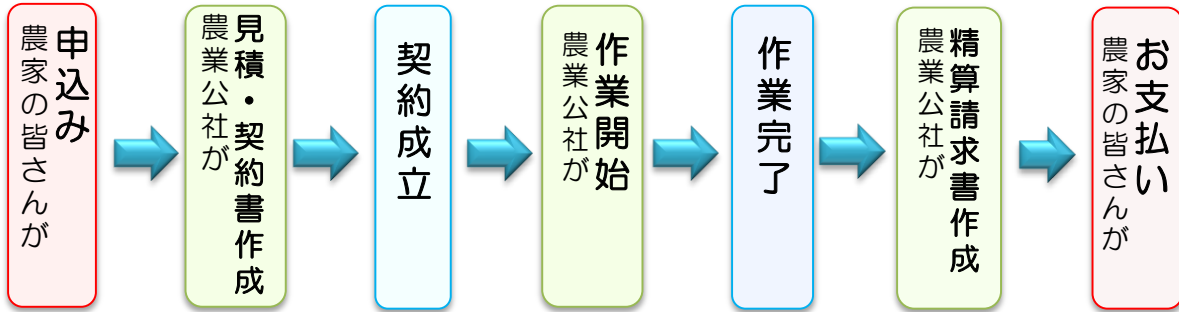 農家の皆さんが
申込み
農業公社が
見積・契約書作成
契約成立
農業公社が
作業開始
作業完了
農業公社が
精算請求書作成
農家の皆さんが
お支払い